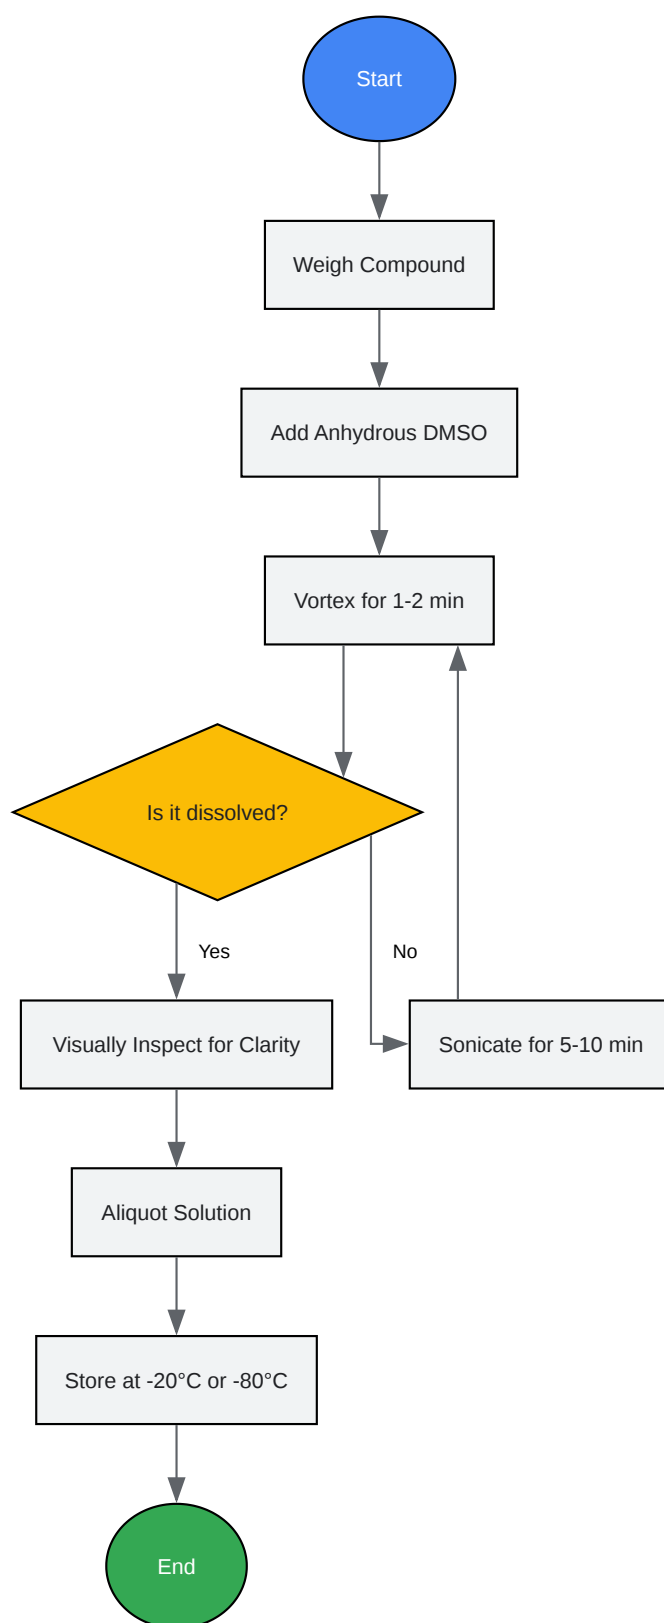 Start
Weigh Compound
Add Anhydrous DMSO
Vortex for 1-2 min
Is it dissolved?
Yes
No
Visually Inspect for Clarity
Sonicate for 5-10 min
Aliquot Solution
Store at -20°C or -80°C
End